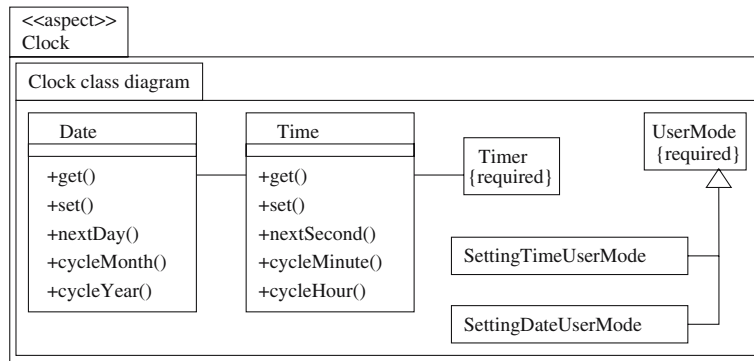 <<aspect>>
Clock
Clock class diagram
Date
+get()
+set()
+nextDay()
+cycleMonth()
+cycleYear()
Time
+get()
+set()
+nextSecond()
+cycleMinute()
+cycleHour()
Timer
{required}
UserMode
{required}
SettingTimeUserMode
SettingDateUserMode